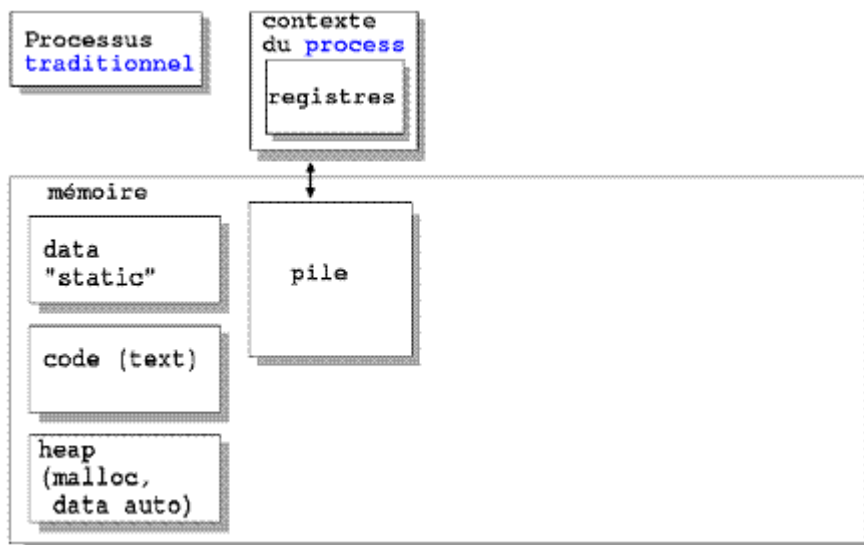 Processus
traditionnel
contexte
du process
registres
mémoire
data
"static"
pile
code (text)
heap
(malloc,
data auto)